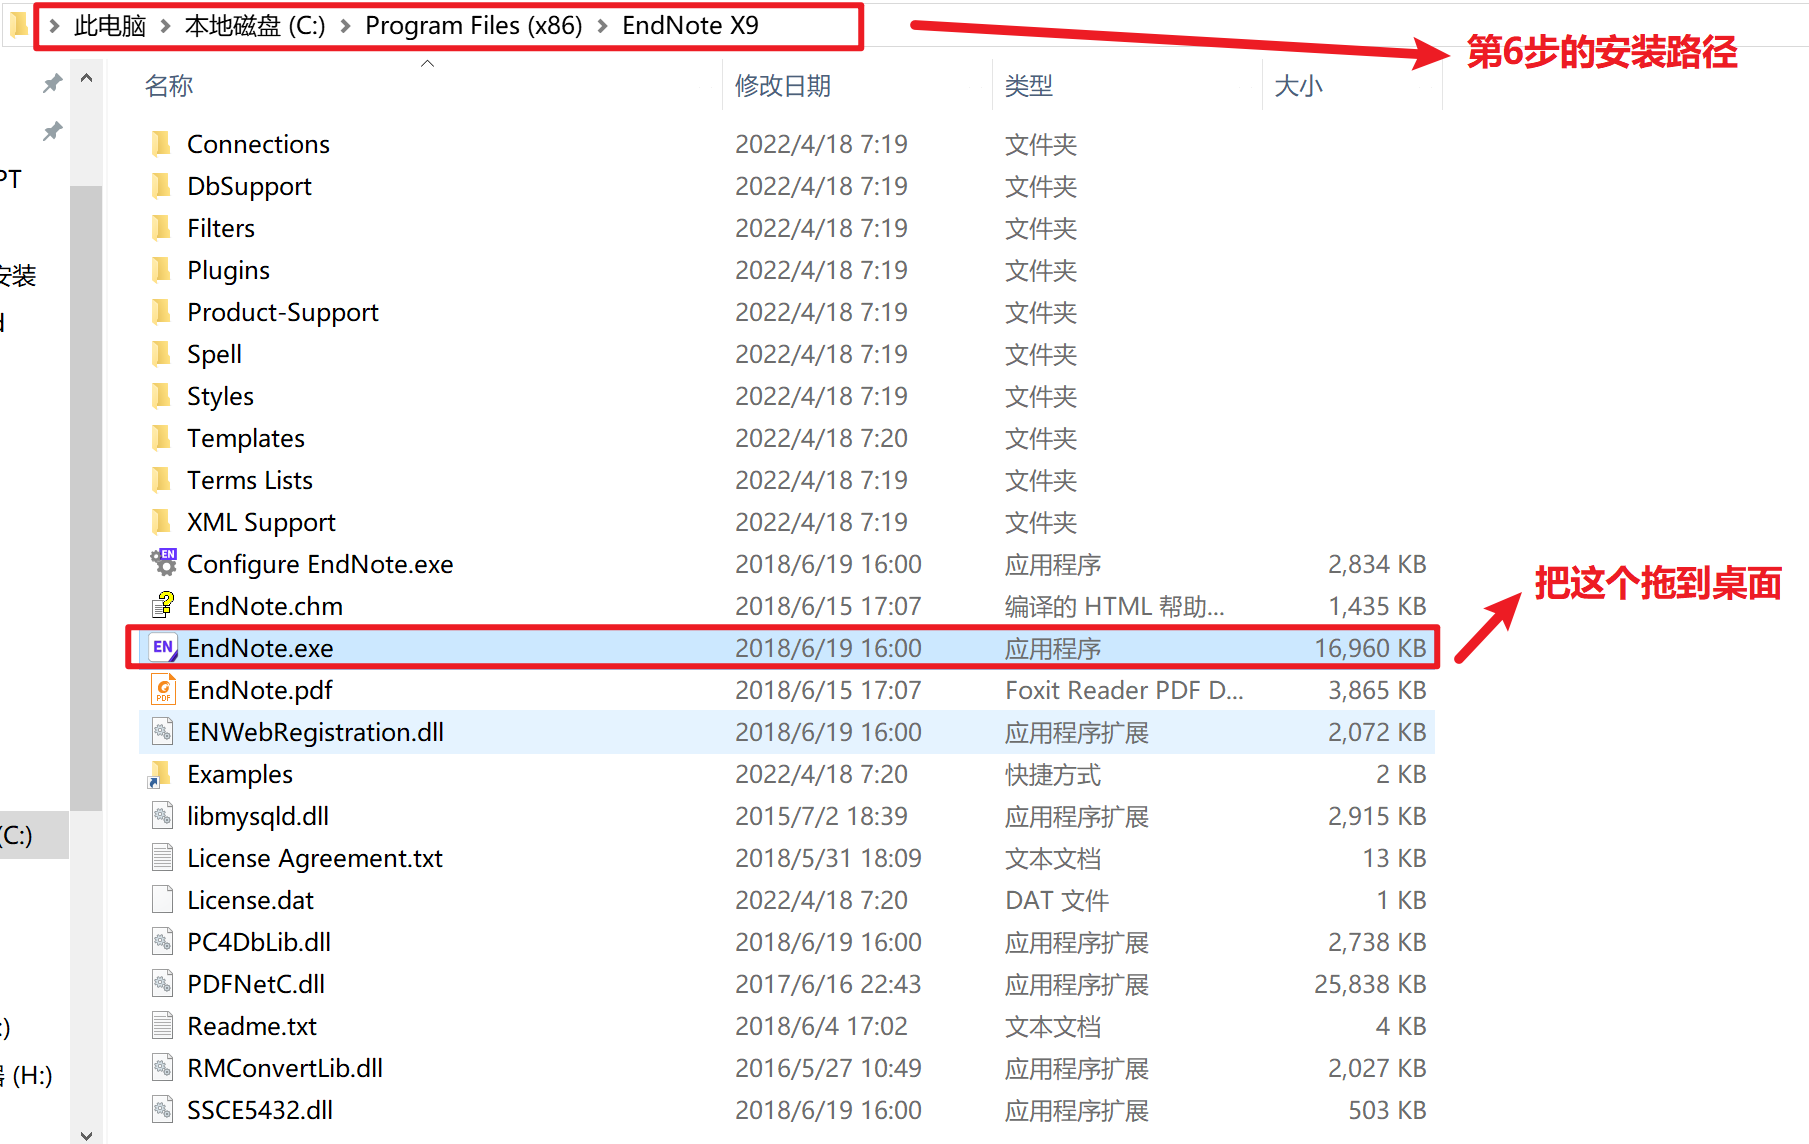 此电脑 > 本地磁盘 (C:) > Program Files (x86) > EndNote X9
第6步的安装路径
名称 修改日期 类型 大小
Connections 2022/4/18 7:19 文件夹
DbSupport 2022/4/18 7:19 文件夹
PT
Filters 2022/4/18 7:19 文件夹
Plugins 2022/4/18 7:19 文件夹
安装
Product-Support 2022/4/18 7:19 文件夹
Spell 2022/4/18 7:19 文件夹
Styles 2022/4/18 7:19 文件夹
Templates 2022/4/18 7:20 文件夹
Terms Lists 2022/4/18 7:19 文件夹
XML Support 2022/4/18 7:19 文件夹
Configure EndNote.exe 2018/6/19 16:00 应用程序 2,834 KB
把这个拖到桌面
EndNote.chm 2018/6/15 17:07 编译的 HTML 帮助... 1,435 KB
EndNote.exe 2018/6/19 16:00 应用程序 16,960 KB
EndNote.pdf 2018/6/15 17:07 Foxit Reader PDF D... 3,865 KB
ENWebRegistration.dll 2018/6/19 16:00 应用程序扩展 2,072 KB
Examples 2022/4/18 7:20 快捷方式 2 KB
libmysqld.dll 2015/7/2 18:39 应用程序扩展 2,915 KB
(C:)
License Agreement.txt 2018/5/31 18:09 文本文档 13 KB
License.dat 2022/4/18 7:20 DAT 文件 1 KB
PC4DbLib.dll 2018/6/19 16:00 应用程序扩展 2,738 KB
PDFNetC.dll 2017/6/16 22:43 应用程序扩展 25,838 KB
Readme.txt 2018/6/4 17:02 文本文档 4 KB
RMConvertLib.dll 2016/5/27 10:49 应用程序扩展 2,027 KB
(H:)
SSCE5432.dll 2018/6/19 16:00 应用程序扩展 503 KB